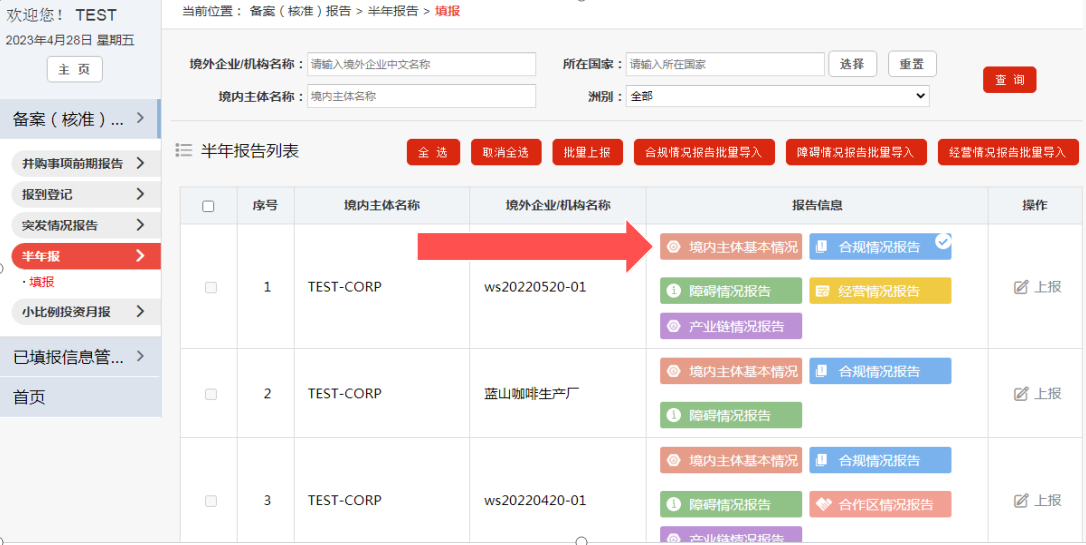 欢迎您！ TEST
2023年4月28日 星期五
主 页
备案（核准）...
并购事项前期报告
报到登记
突发情况报告
半年报
· 填报
小比例投资月报
已填报信息管...
首页
当前位置： 备案（核准）报告 > 半年报告 > 填报
境外企业/机构名称： 请输入境外企业中文名称 所在国家： 请输入所在国家 选择 重置
境内主体名称： 境内主体名称 洲别： 全部
查 询
半年报告列表 全 选 取消全选 批量上报 合规情况报告批量导入 障碍情况报告批量导入 经营情况报告批量导入
序号 境内主体名称 境外企业/机构名称 报告信息 操作
1 TEST-CORP ws20220520-01
境内主体基本情况 合规情况报告
障碍情况报告 经营情况报告
产业链情况报告
上报
2 TEST-CORP 蓝山咖啡生产厂
境内主体基本情况 合规情况报告
障碍情况报告
上报
3 TEST-CORP ws20220420-01
境内主体基本情况 合规情况报告
障碍情况报告 合作区情况报告
产业链情况报告
上报